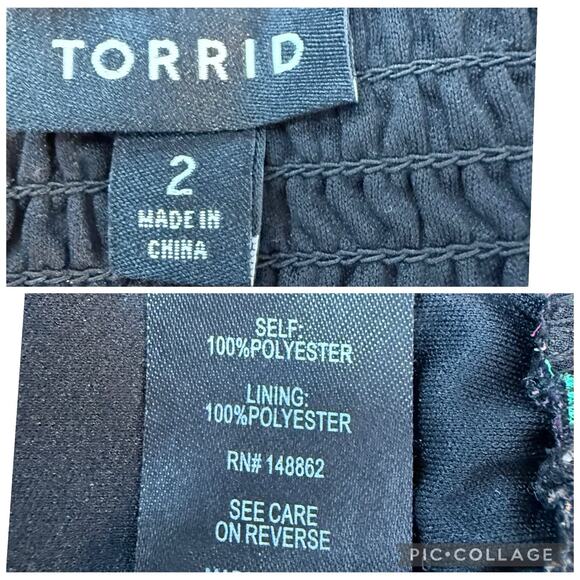 TORRID
2
MADE IN
CHINA
SELF:
100%POLYESTER
LINING:
100%POLYESTER
RN# 148862
SEE CARE
ON REVERSE
PIC•COLLAGE